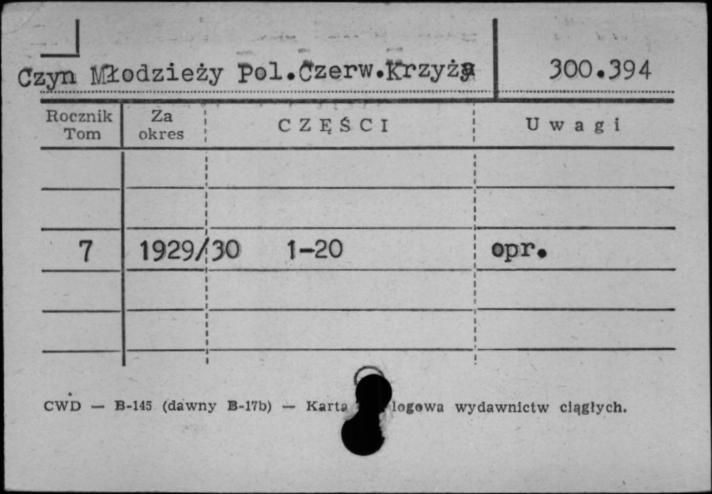 Czyn Młodzieży Pol.Czerw.Krzyża 300.394
Rocznik Tom Za okres CZĘŚCI Uwagi
7 1929/30 1-20 opr.
CWD — B-145 (dawny B-17b) — Karta logowa wydawnictw ciągłych.